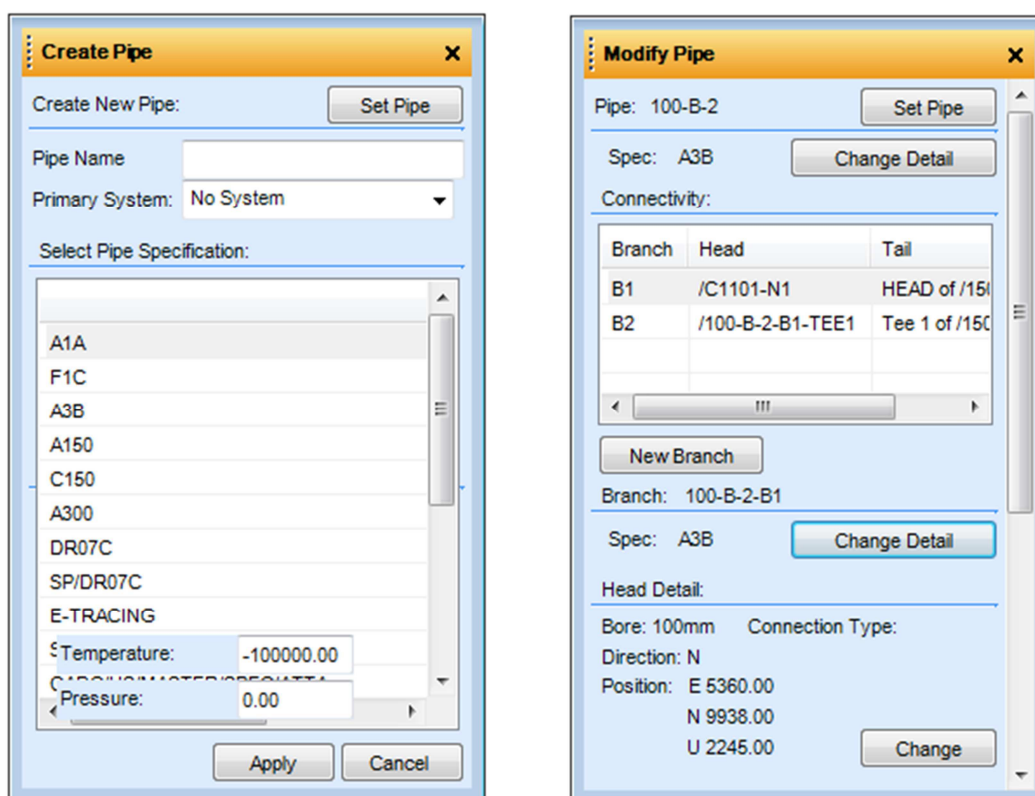 Create Pipe
Create New Pipe: Set Pipe
Pipe Name
Primary System: No System
Select Pipe Specification:
A1A
F1C
A3B
A150
C150
A300
DR07C
SP/DR07C
E-TRACING
Temperature: -100000.00
Pressure: 0.00
Apply Cancel
Modify Pipe
Pipe: 100-B-2 Set Pipe
Spec: A3B Change Detail
Connectivity:
Branch Head Tail
B1 /C1101-N1 HEAD of /150
B2 /100-B-2-B1-TEE1 Tee 1 of /150
New Branch
Branch: 100-B-2-B1
Spec: A3B Change Detail
Head Detail:
Bore: 100mm Connection Type:
Direction: N
Position: E 5360.00
N 9938.00
U 2245.00 Change